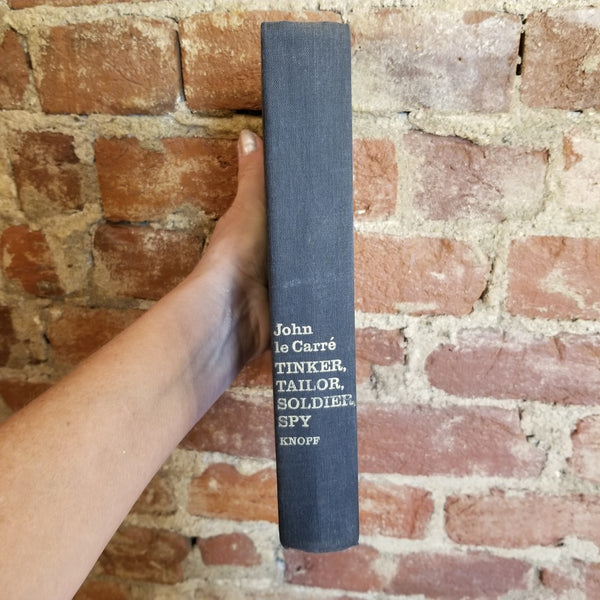 John
le Carré
TINKER,
TAILOR,
SOLDIER,
SPY
KNOPF